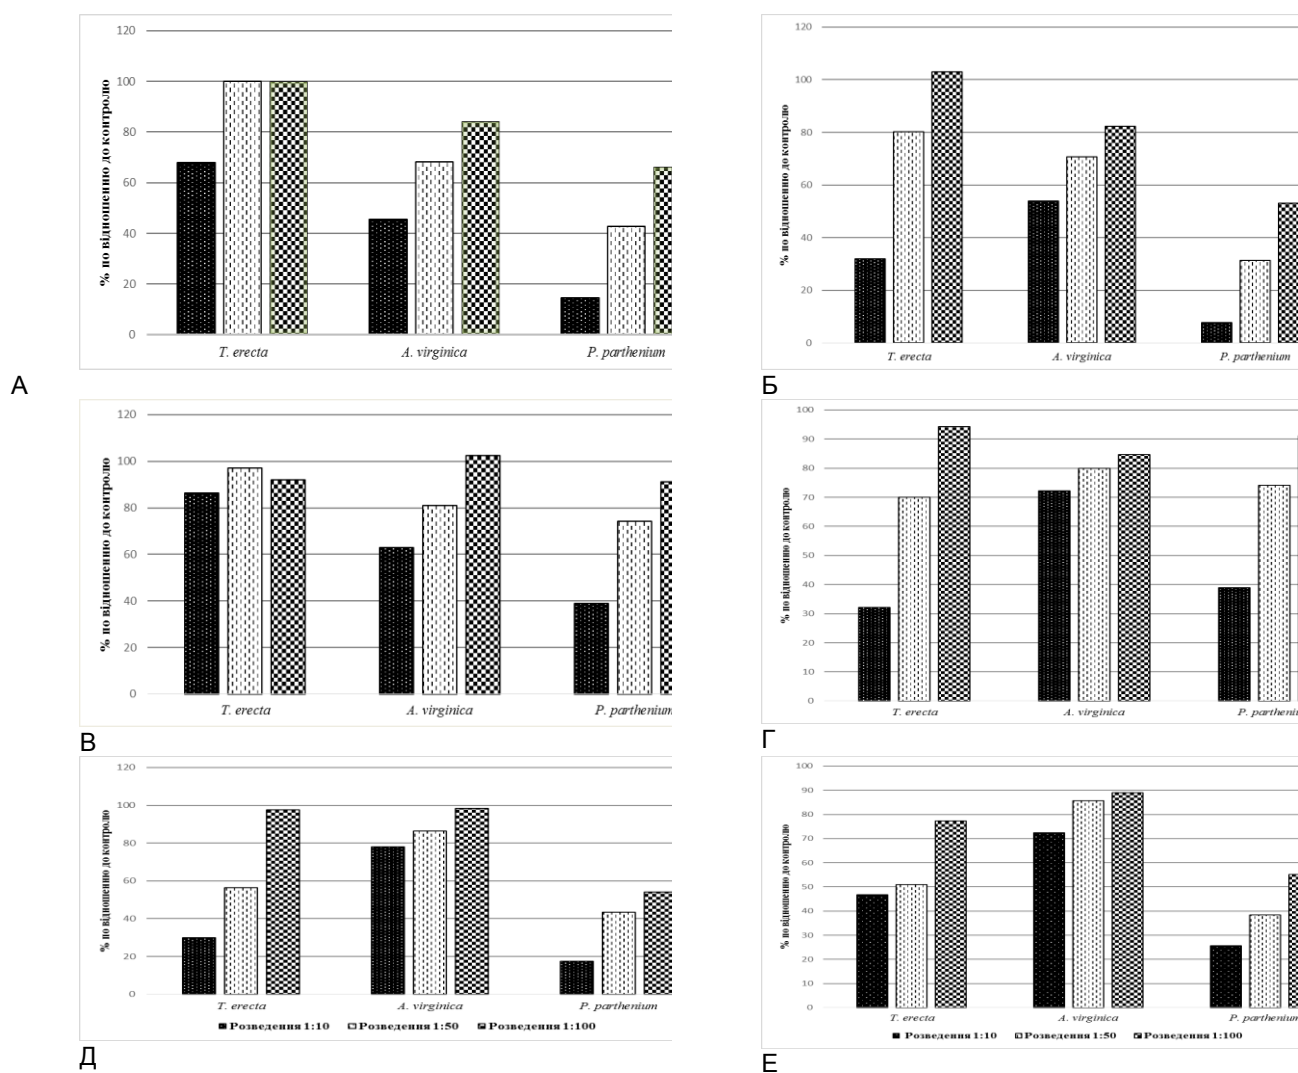 120
100
80
60
40
20
0
% по відношенню до контролю
T. erecta
A. virginica
P. parthenium
А
120
100
80
60
40
20
0
% по відношенню до контролю
T. erecta
A. virginica
P. parthenium
Б
120
100
80
60
40
20
0
% по відношенню до контролю
T. erecta
A. virginica
P. parthenium
В
100
90
80
70
60
50
40
30
20
10
0
% по відношенню до контролю
T. erecta
A. virginica
P. partheni
Г
120
100
80
60
40
20
0
% по відношенню до контролю
T. erecta
A. virginica
P. parthenium
Розведення 1:10 Розведення 1:50 Розведення 1:100
Д
100
90
80
70
60
50
40
30
20
10
0
% по відношенню до контролю
T. erecta
A. virginica
P. parthenium
Розведення 1:10 Розведення 1:50 Розведення 1:100
Е